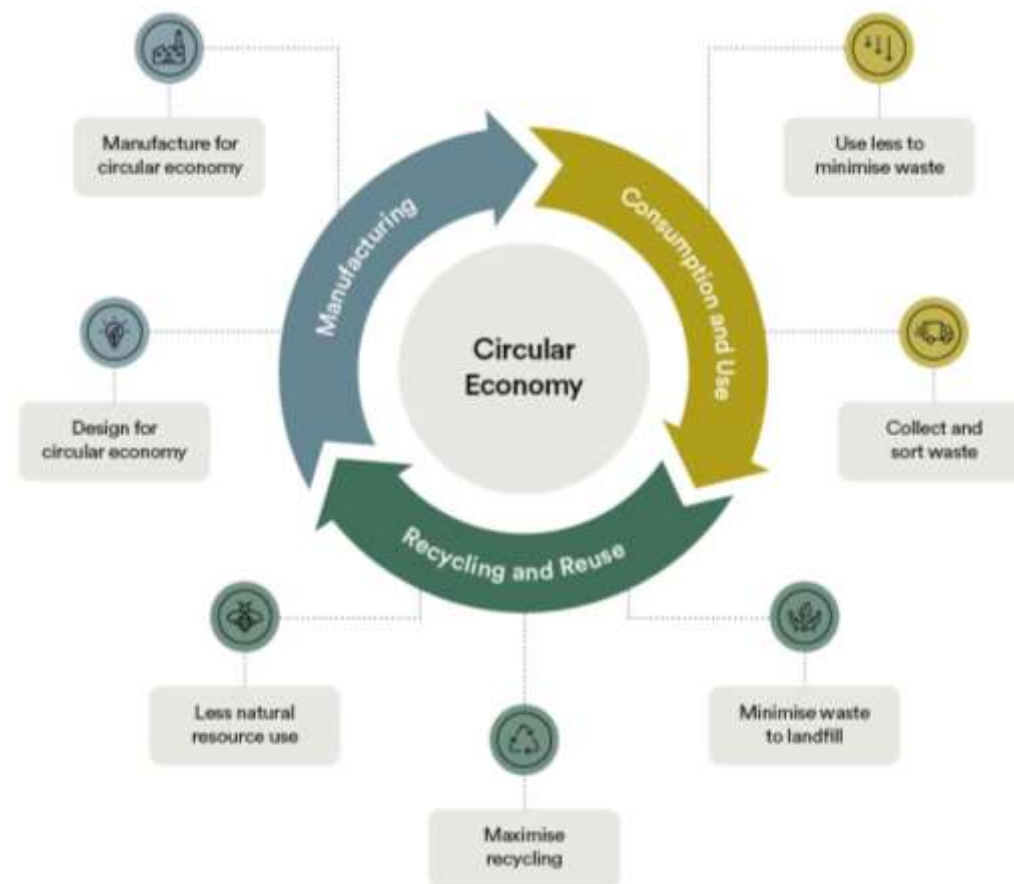 Manufacture for
circular economy
Use less to
minimise waste
Manufacturing
Consumption and Use
Circular
Economy
Design for
circular economy
Collect and
sort waste
Recycling and Reuse
Less natural
resource use
Minimise waste
to landfill
Maximise
recycling